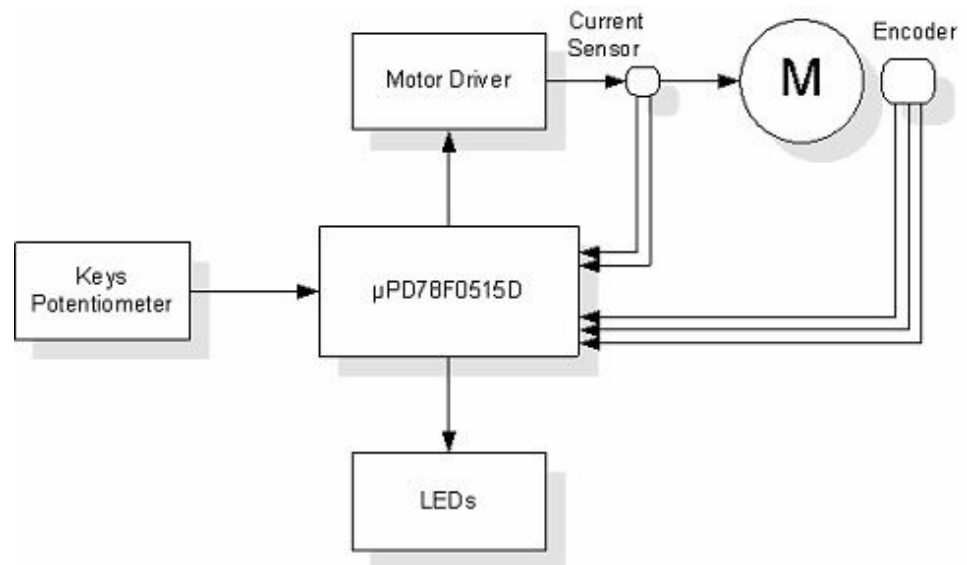 Current
Sensor
Encoder
Motor Driver
M
Keys
Potentiometer
µPD78F0515D
LEDs